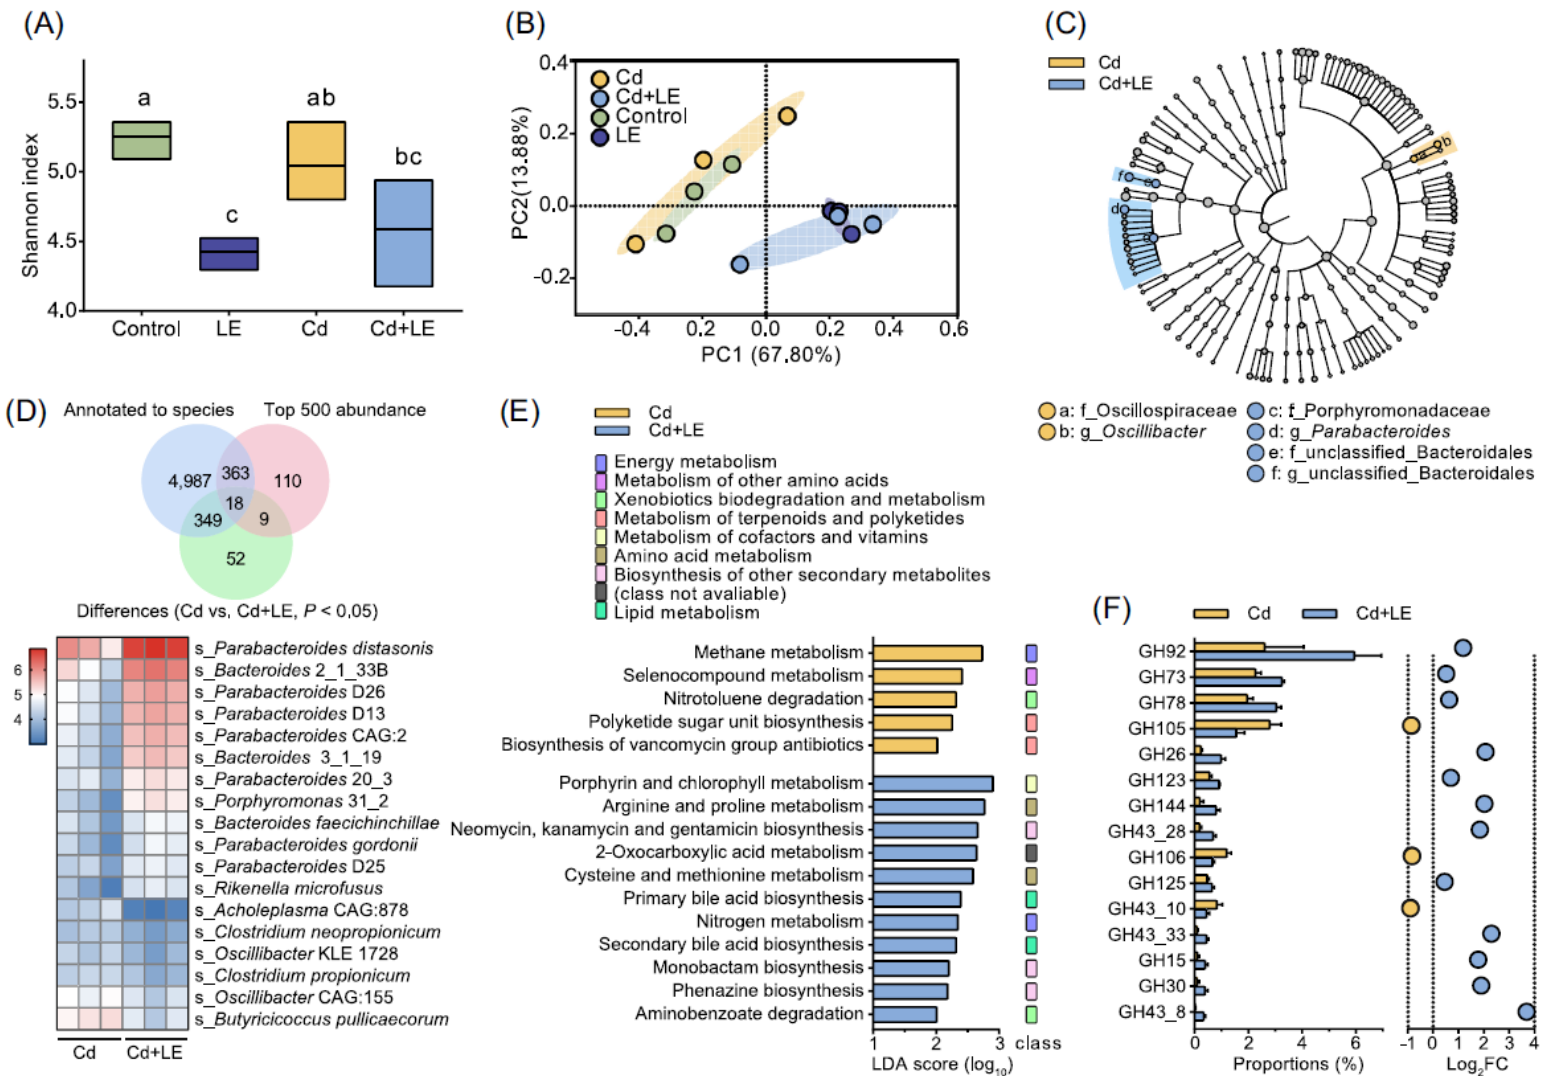 (A)
Shannon index
5.5
5.0
4.5
4.0
a
c
ab
bc
Control
LE
Cd
Cd+LE
(B)
PC2(13.88%)
0.4
0.2
0.0
-0.2
Cd
Cd+LE
Control
LE
-0.4
0.2
0.0
0.2
0.4
0.6
PC1 (67.80%)
(C)
Cd
Cd+LE
b
a
f
e
d
c
a: f_Oscillospiraceae
b: g_Oscillibacter
c: f_Porphyromonadaceae
d: g_Parabacteroides
e: f_unclassified_Bacteroidales
f: g_unclassified_Bacteroidales
(D)
Annotated to species
Top 500 abundance
4,987
363
110
18
349
9
52
Differences (Cd vs. Cd+LE, P < 0.05)
6
5
4
s_Parabacteroides distasonis
s_Bacteroides 2_1_33B
s_Parabacteroides D26
s_Parabacteroides D13
s_Parabacteroides CAG:2
s_Bacteroides 3_1_19
s_Parabacteroides 20_3
s_Porphyromonas 31_2
s_Bacteroides faecichinchillae
s_Parabacteroides gordonii
s_Parabacteroides D25
s_Rikenella microfusus
s_Acholeplasma CAG:878
s_Clostridium neopropionicum
s_Oscillibacter KLE 1728
s_Clostridium propionicum
s_Oscillibacter CAG:155
s_Butyricicoccus pullicaecorum
Cd
Cd+LE
(E)
Cd
Cd+LE
Energy metabolism
Metabolism of other amino acids
Xenobiotics biodegradation and metabolism
Metabolism of terpenoids and polyketides
Metabolism of cofactors and vitamins
Amino acid metabolism
Biosynthesis of other secondary metabolites
(class not avaliable)
Lipid metabolism
Methane metabolism
Selenocompound metabolism
Nitrotoluene degradation
Polyketide sugar unit biosynthesis
Biosynthesis of vancomycin group antibiotics
Porphyrin and chlorophyll metabolism
Arginine and proline metabolism
Neomycin, kanamycin and gentamicin biosynthesis
2-Oxocarboxylic acid metabolism
Cysteine and methionine metabolism
Primary bile acid biosynthesis
Nitrogen metabolism
Secondary bile acid biosynthesis
Monobactam biosynthesis
Phenazine biosynthesis
Aminobenzoate degradation
1
2
3
class
LDA score (log₁₀)
(F)
Cd
Cd+LE
GH92
GH73
GH78
GH105
GH26
GH123
GH144
GH43_28
GH106
GH125
GH43_10
GH43_33
GH15
GH30
GH43_8
0
2
4
6
Proportions (%)
-1
0
1
2
3
4
Log₂FC